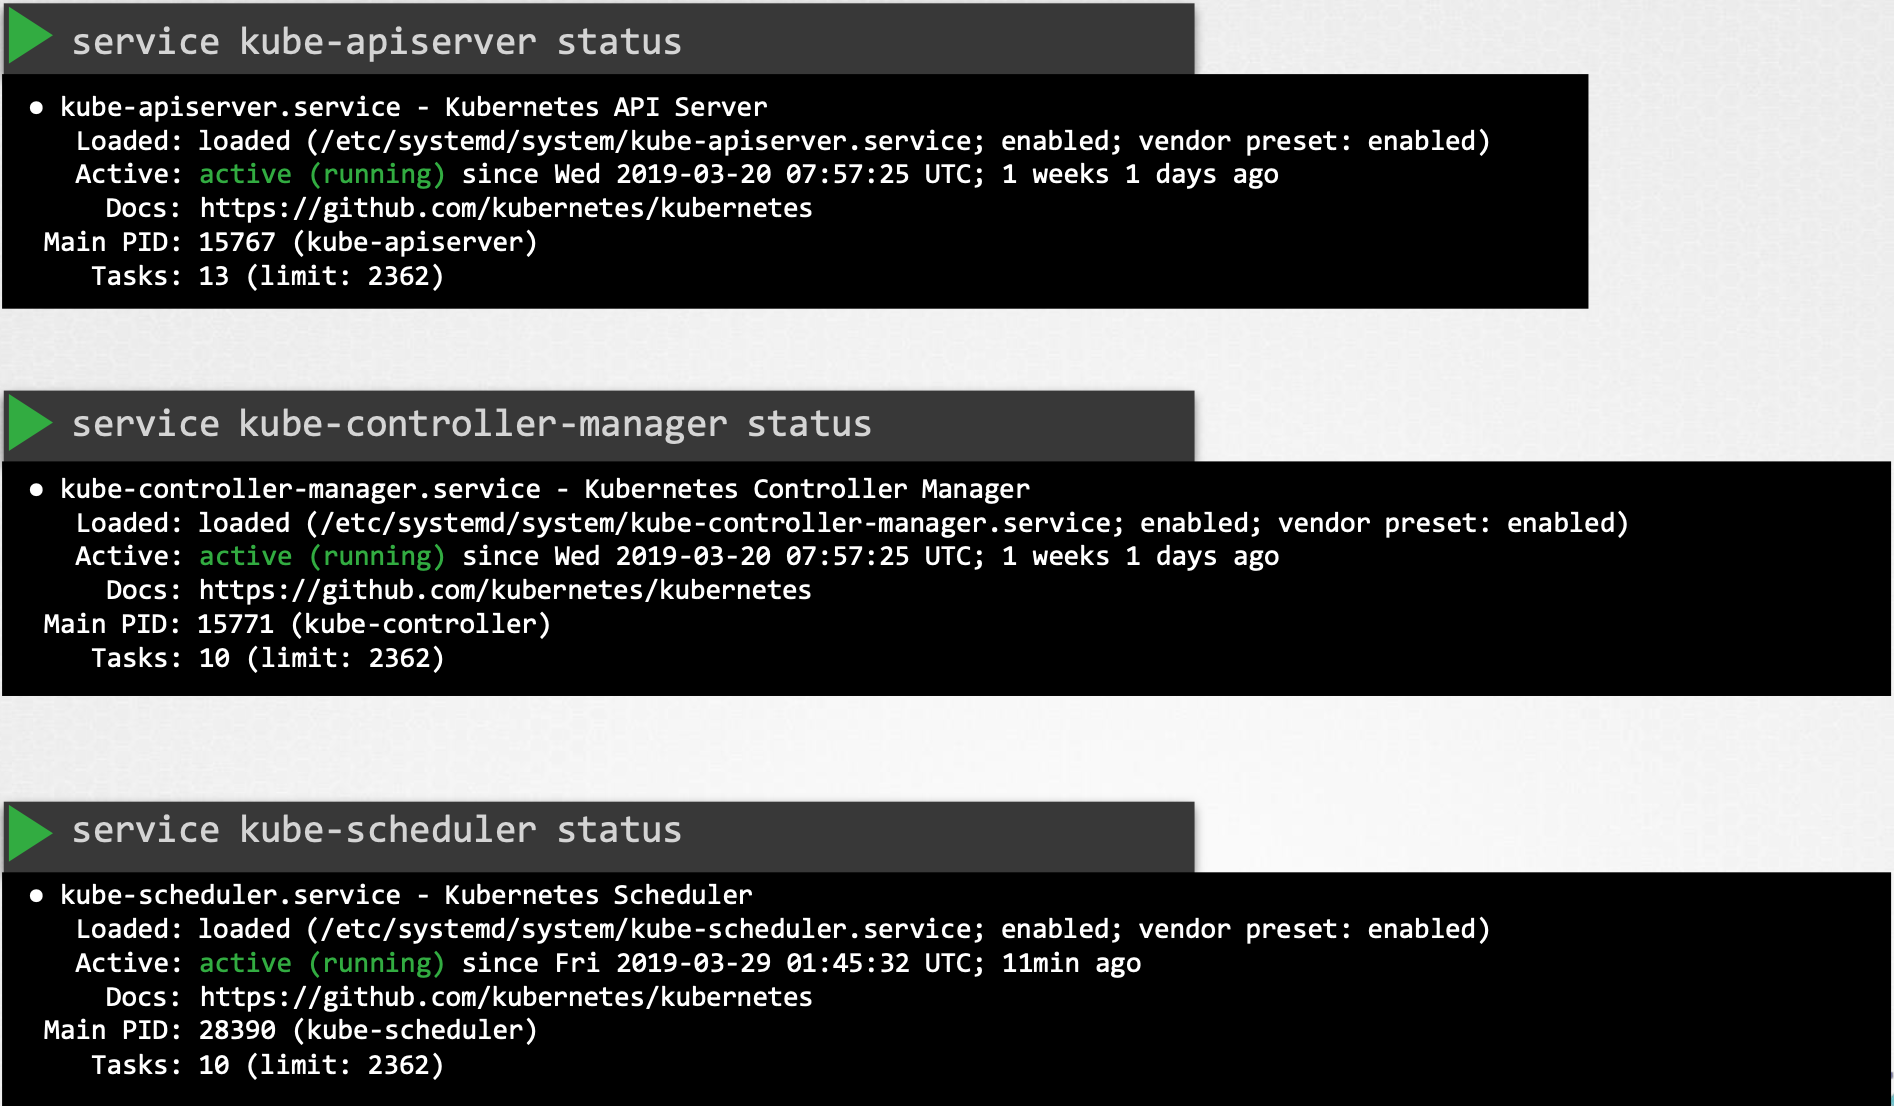 service kube-apiserver status
● kube-apiserver.service - Kubernetes API Server
Loaded: loaded (/etc/systemd/system/kube-apiserver.service; enabled; vendor preset: enabled)
Active: active (running) since Wed 2019-03-20 07:57:25 UTC; 1 weeks 1 days ago
Docs: https://github.com/kubernetes/kubernetes
Main PID: 15767 (kube-apiserver)
Tasks: 13 (limit: 2362)
service kube-controller-manager status
● kube-controller-manager.service - Kubernetes Controller Manager
Loaded: loaded (/etc/systemd/system/kube-controller-manager.service; enabled; vendor preset: enabled)
Active: active (running) since Wed 2019-03-20 07:57:25 UTC; 1 weeks 1 days ago
Docs: https://github.com/kubernetes/kubernetes
Main PID: 15771 (kube-controller)
Tasks: 10 (limit: 2362)
service kube-scheduler status
● kube-scheduler.service - Kubernetes Scheduler
Loaded: loaded (/etc/systemd/system/kube-scheduler.service; enabled; vendor preset: enabled)
Active: active (running) since Fri 2019-03-29 01:45:32 UTC; 11min ago
Docs: https://github.com/kubernetes/kubernetes
Main PID: 28390 (kube-scheduler)
Tasks: 10 (limit: 2362)